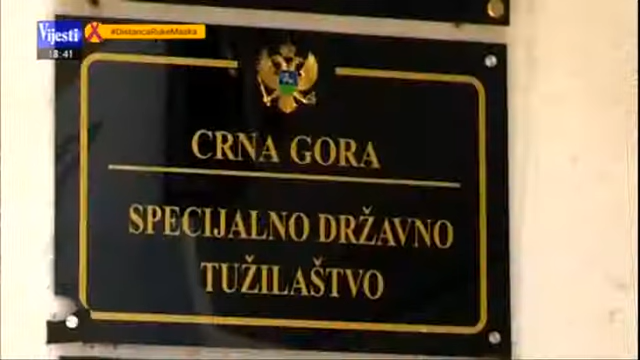 Vijesti
#DistancaRukeMaska
18:41
CRNA GORA
SPECIJALNO DRŽAVNO
TUŽILAŠTVO